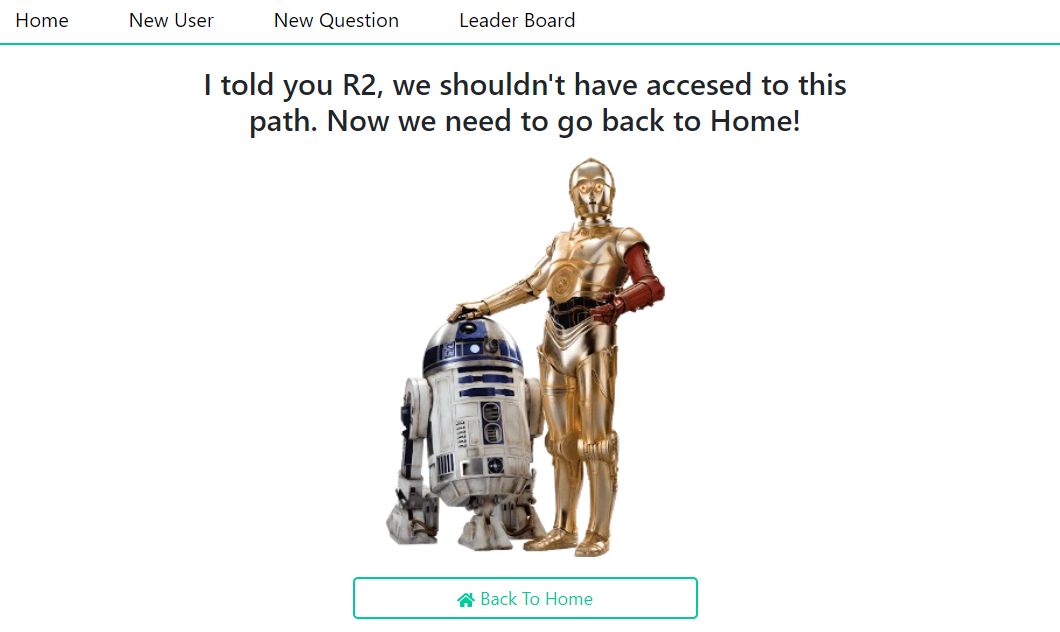 Home New User New Question Leader Board
I told you R2, we shouldn't have accesed to this
path. Now we need to go back to Home!
Back To Home